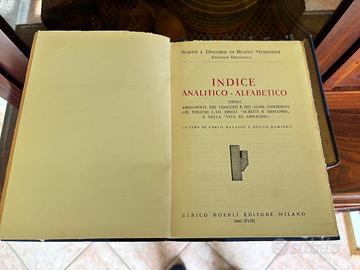 SCRITTI E DISCORSI DI BENITO MUSSOLINI
EDIZIONE DEFINITIVA
INDICE
ANALITICO - ALFABETICO
DEGLI
ARGOMENTI, DEI CONCETTI E DEI NOMI CONTENUTI
NEI VOLUMI I-XII DEGLI "SCRITTI E DISCORSI"
E NELLA "VITA DI ARNALDO"
(A CURA DI CARLO RAVASIO E BRUNO DAMIANI)
ULRICO HOEPLI EDITORE MILANO
XVIII
subito